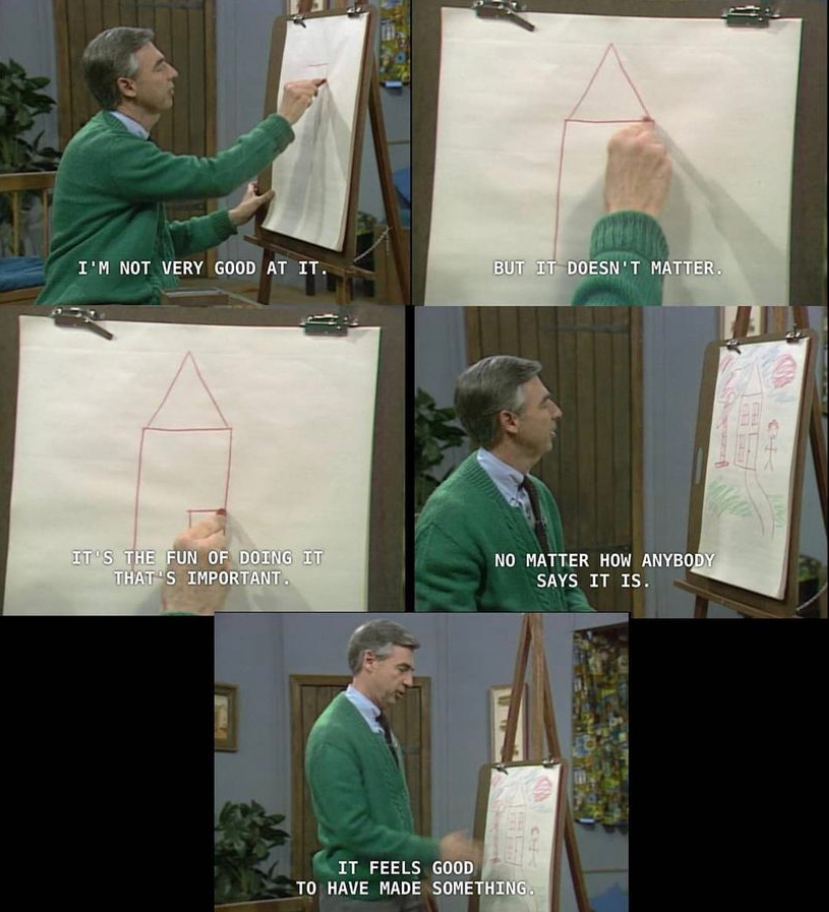 I'M NOT VERY GOOD AT IT.
BUT IT DOESN'T MATTER.
IT'S THE FUN OF DOING IT
THAT'S IMPORTANT.
NO MATTER HOW ANYBODY
SAYS IT IS.
IT FEELS GOOD
TO HAVE MADE SOMETHING.